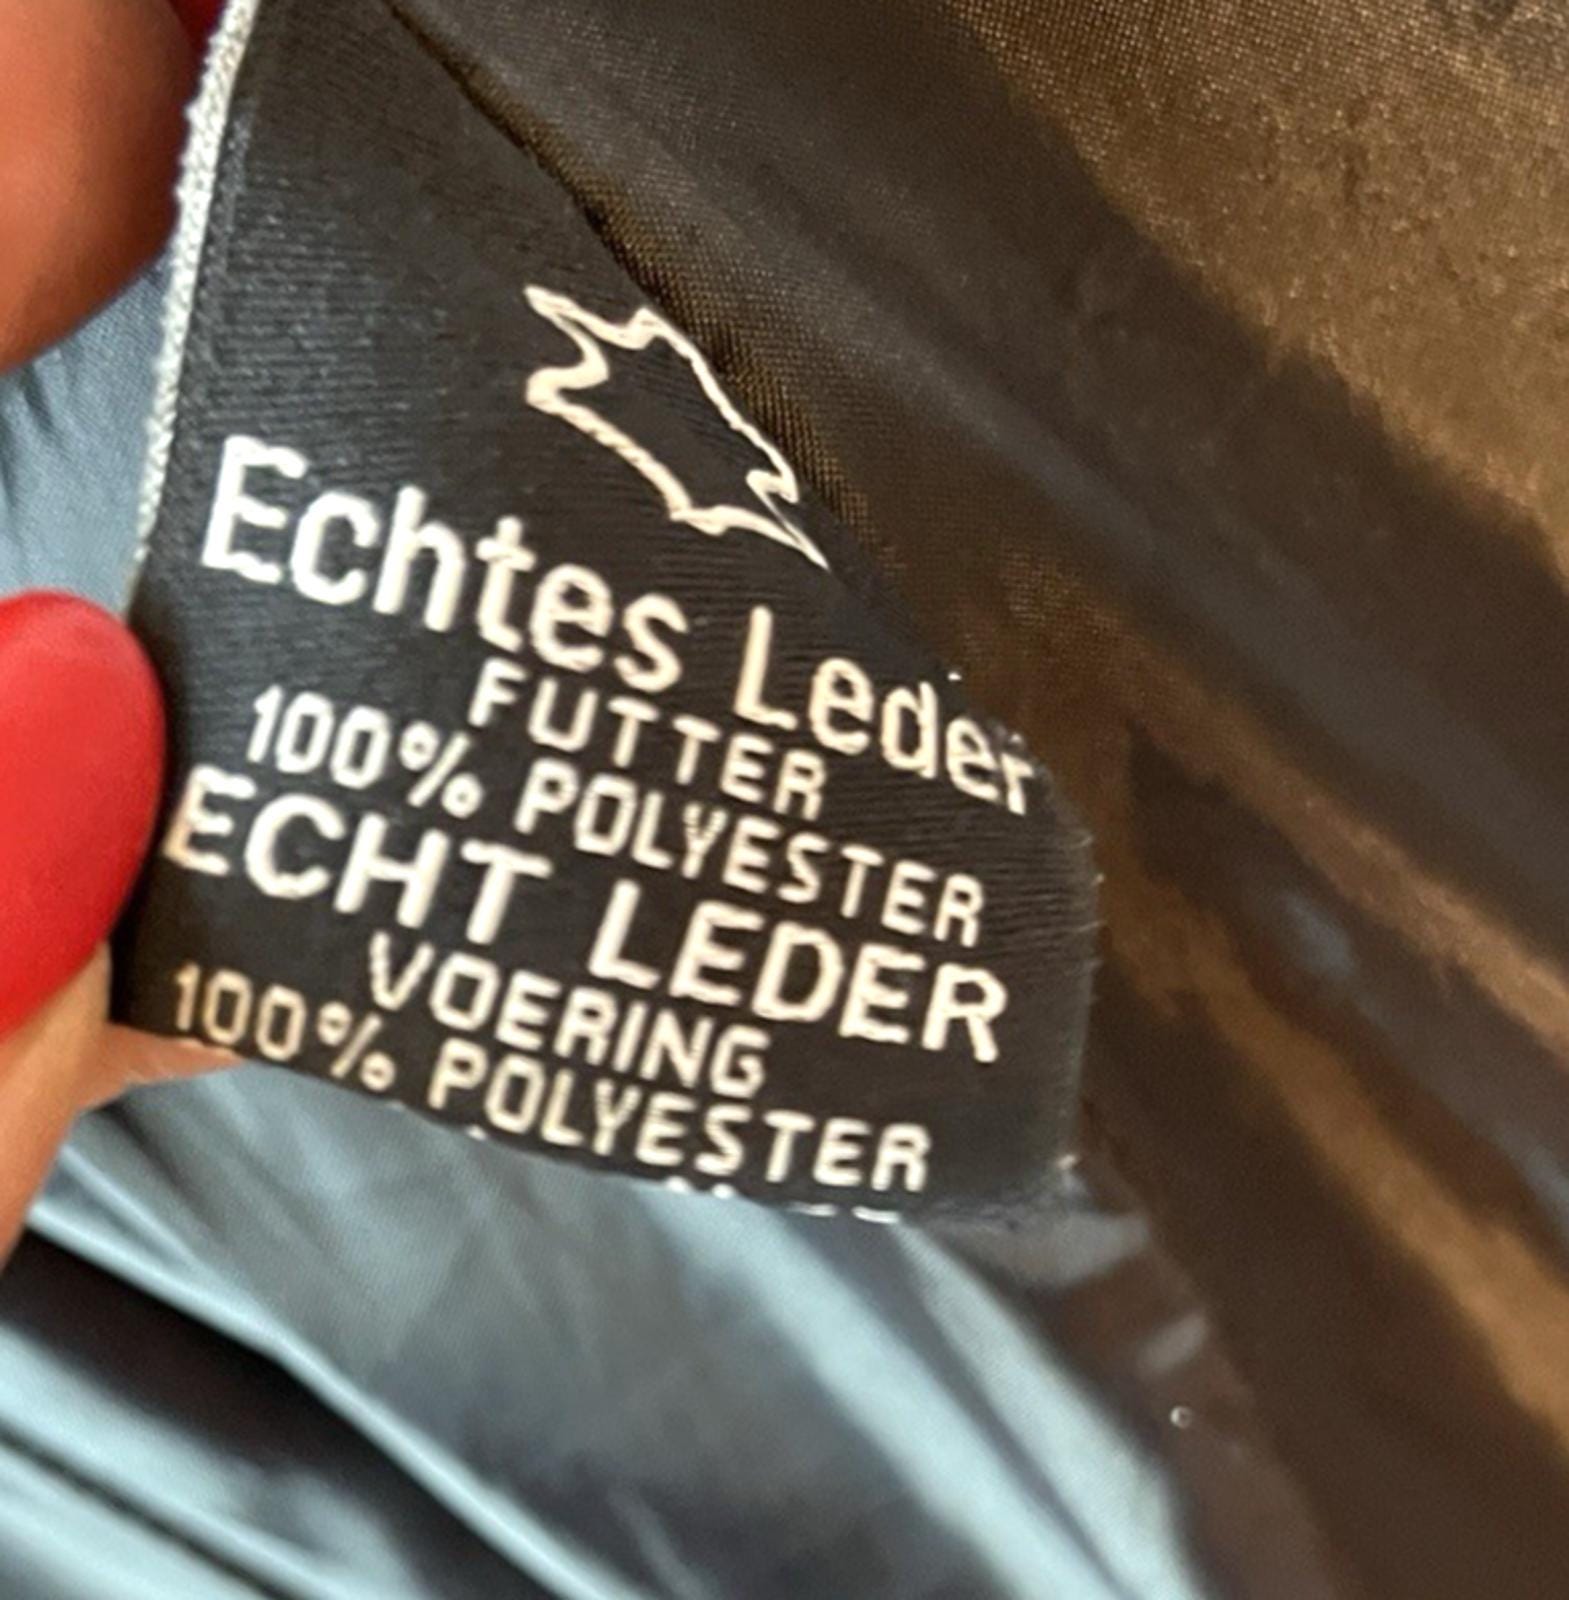 Echtes Leder
FUTTER
100% POLYESTER
ECHT LEDER
VOERING
100% POLYESTER